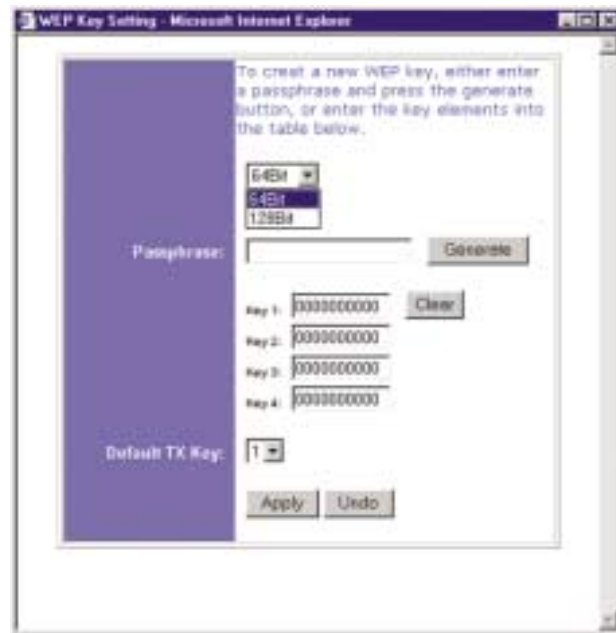 WEP Key Setting - Microsoft Internet Explorer
To creat a new WEP key, either enter
a passphrase and press the generate
button, or enter the key elements into
the table below.
64Bit
64Bit
128Bit
Passphrase:
Generate
Key 1: 0000000000 Clear
Key 2: 0000000000
Key 3: 0000000000
Key 4: 0000000000
Default TX Key: 1
Apply Undo